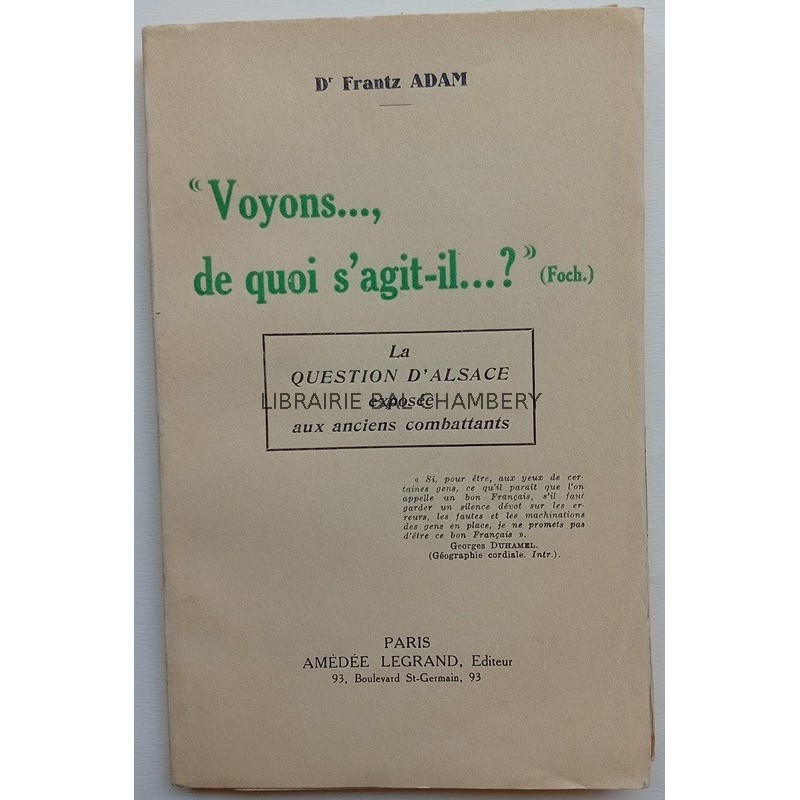 Dr Frantz ADAM
“Voyons...,
de quoi s'agit-il...?” (Foch.)
La
QUESTION D'ALSACE
exposée
LIBRAIRIE BAL CHAMBERY
aux anciens combattants
« Si, pour être, aux yeux de cer-
taines gens, ce qu'il paraît que l'on
appelle un bon Français, s'il faut
garder un silence dévot sur les er-
reurs, les fautes et les machinations
des gens en place, je ne promets pas
d'être ce bon Français ».
Georges DUHAMEL.
(Géographie cordiale. Intr.).
PARIS
AMÉDÉE LEGRAND, Editeur
93, Boulevard St-Germain, 93